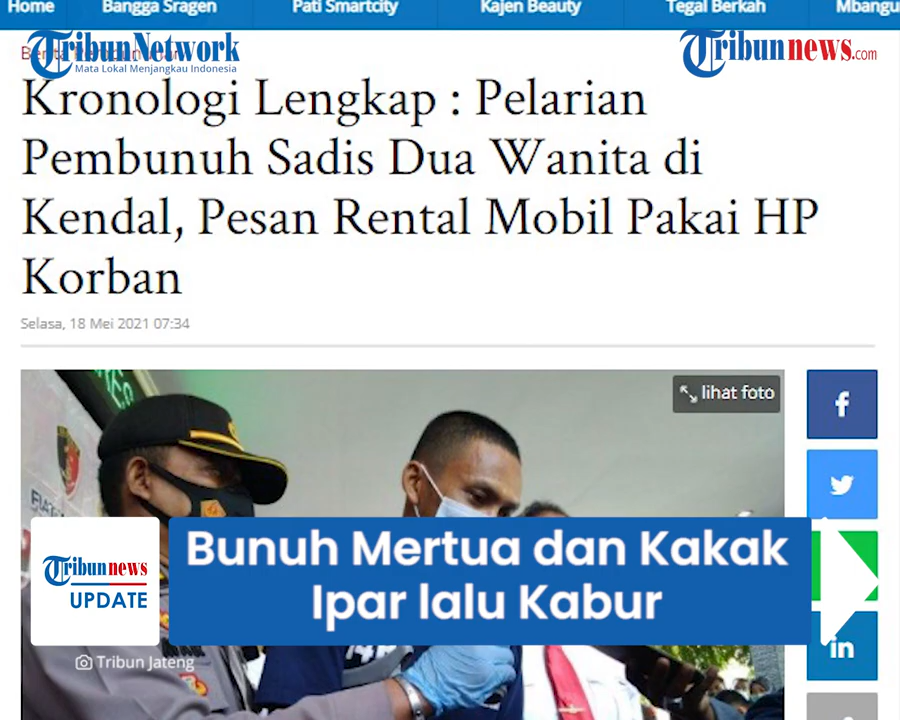 Home Bangga Sragen Pati Smartcity Kajen Beauty Tegal Berkah
TribunNetwork
Mata Lokal Menjangkau Indonesia
Tribunnews.com
Kronologi Lengkap : Pelarian
Pembunuh Sadis Dua Wanita di
Kendal, Pesan Rental Mobil Pakai HP
Korban
Selasa, 18 Mei 2021 07:34
lihat foto
Tribunnews
UPDATE
Bunuh Mertua dan Kakak
Ipar lalu Kabur
Tribun Jateng
f
in